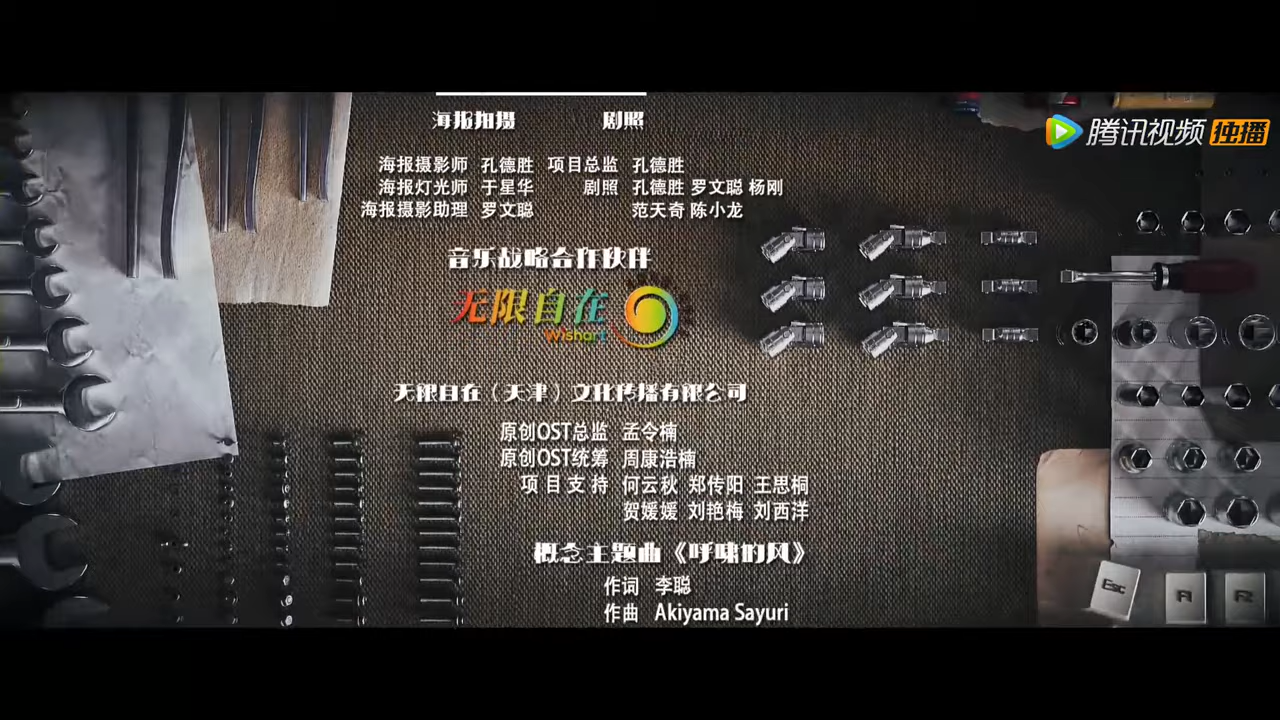 腾讯视频 独播
海报拍摄 剧照
海报摄影师 孔德胜 项目总监 孔德胜
海报灯光师 于星华 剧照 孔德胜 罗文聪 杨刚
海报摄影助理 罗文聪 范天奇 陈小龙
音乐战略合作伙伴
无限自在
Wishart
无限自在（天津）文化传播有限公司
原创OST总监 孟令楠
原创OST统筹 周康浩楠
项目支持 何云秋 郑传阳 王思桐
贺媛媛 刘艳梅 刘西洋
概念主题曲《呼啸的风》
作词 李聪
作曲 Akiyama Sayuri
Esc F1 F2